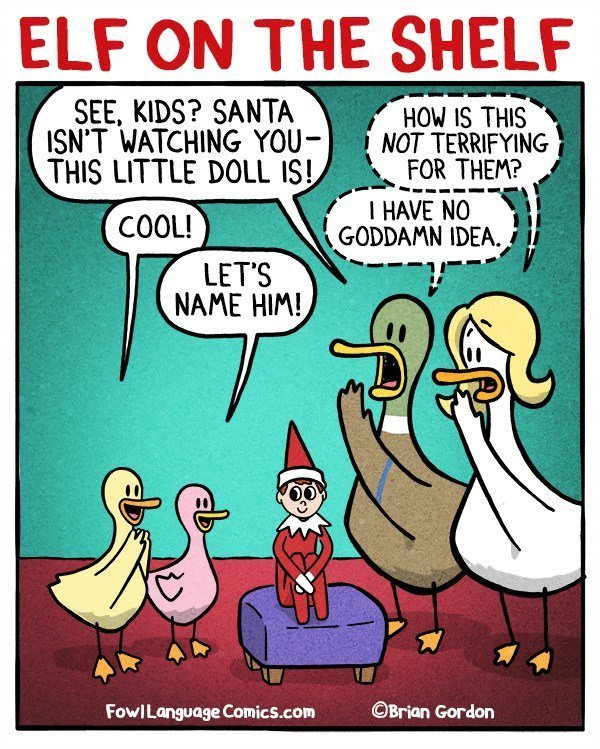 ELF ON THE SHELF
SEE, KIDS? SANTA
ISN'T WATCHING YOU–
THIS LITTLE DOLL IS!
COOL!
LET'S
NAME HIM!
HOW IS THIS
NOT TERRIFYING
FOR THEM?
I HAVE NO
GODDAMN IDEA.
FowlLanguageComics.com
©Brian Gordon